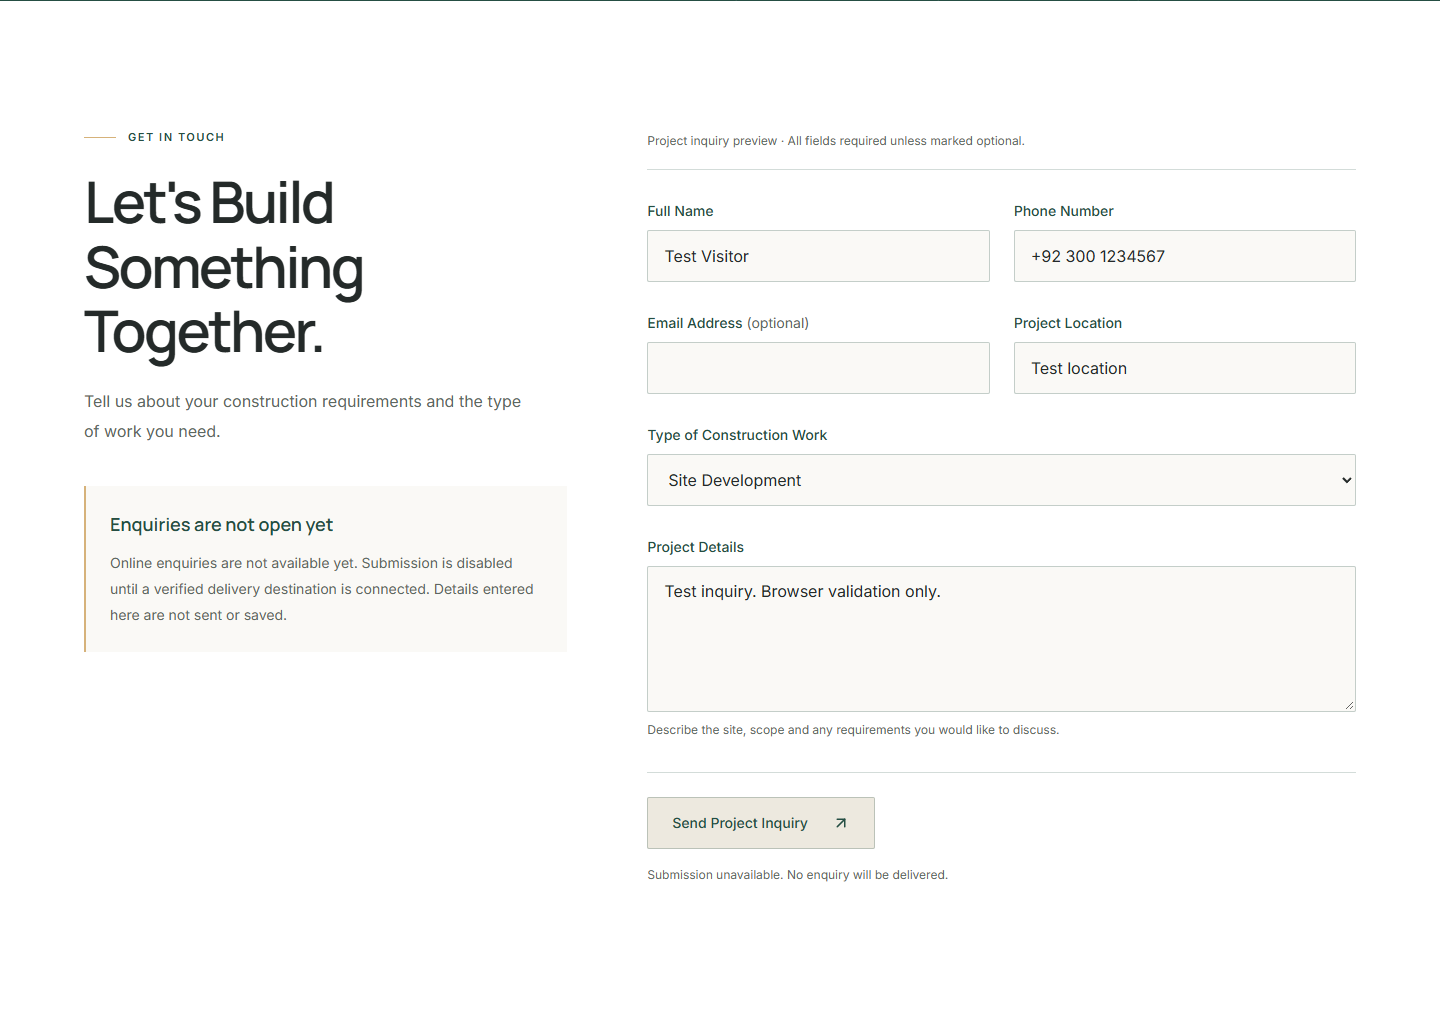 GET IN TOUCH
Let's Build
Something
Together.
Tell us about your construction requirements and the type
of work you need.
Enquiries are not open yet
Online enquiries are not available yet. Submission is disabled
until a verified delivery destination is connected. Details entered
here are not sent or saved.
Project inquiry preview · All fields required unless marked optional.
Full Name
Phone Number
Test Visitor
+92 300 1234567
Email Address (optional)
Project Location
Test location
Type of Construction Work
Site Development
Project Details
Test inquiry. Browser validation only.
Describe the site, scope and any requirements you would like to discuss.
Send Project Inquiry
Submission unavailable. No enquiry will be delivered.